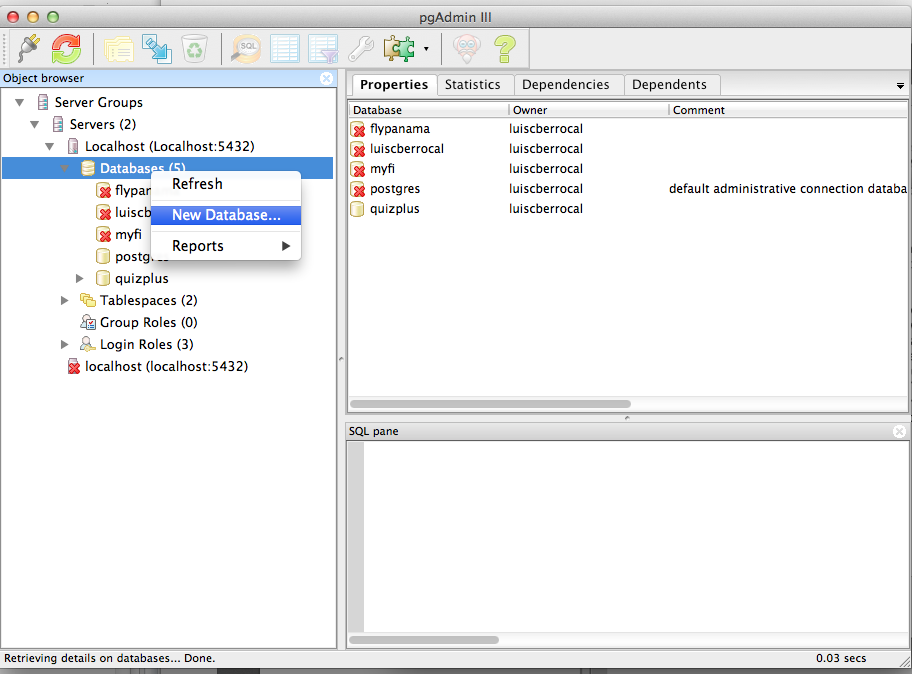 pgAdmin III
SQL
Object browser
Server Groups
Servers (2)
Localhost (Localhost:5432)
Databases (5)
flypan
luiscb
myfi
postgres
quizplus
Tablespaces (2)
Group Roles (0)
Login Roles (3)
localhost (localhost:5432)
Refresh
New Database...
Reports
Properties Statistics Dependencies Dependents
Database Owner Comment
flypanama luiscberrocal
luiscberrocal luiscberrocal
myfi luiscberrocal
postgres luiscberrocal default administrative connection databa
quizplus luiscberrocal
SQL pane
Retrieving details on databases... Done. 0.03 secs